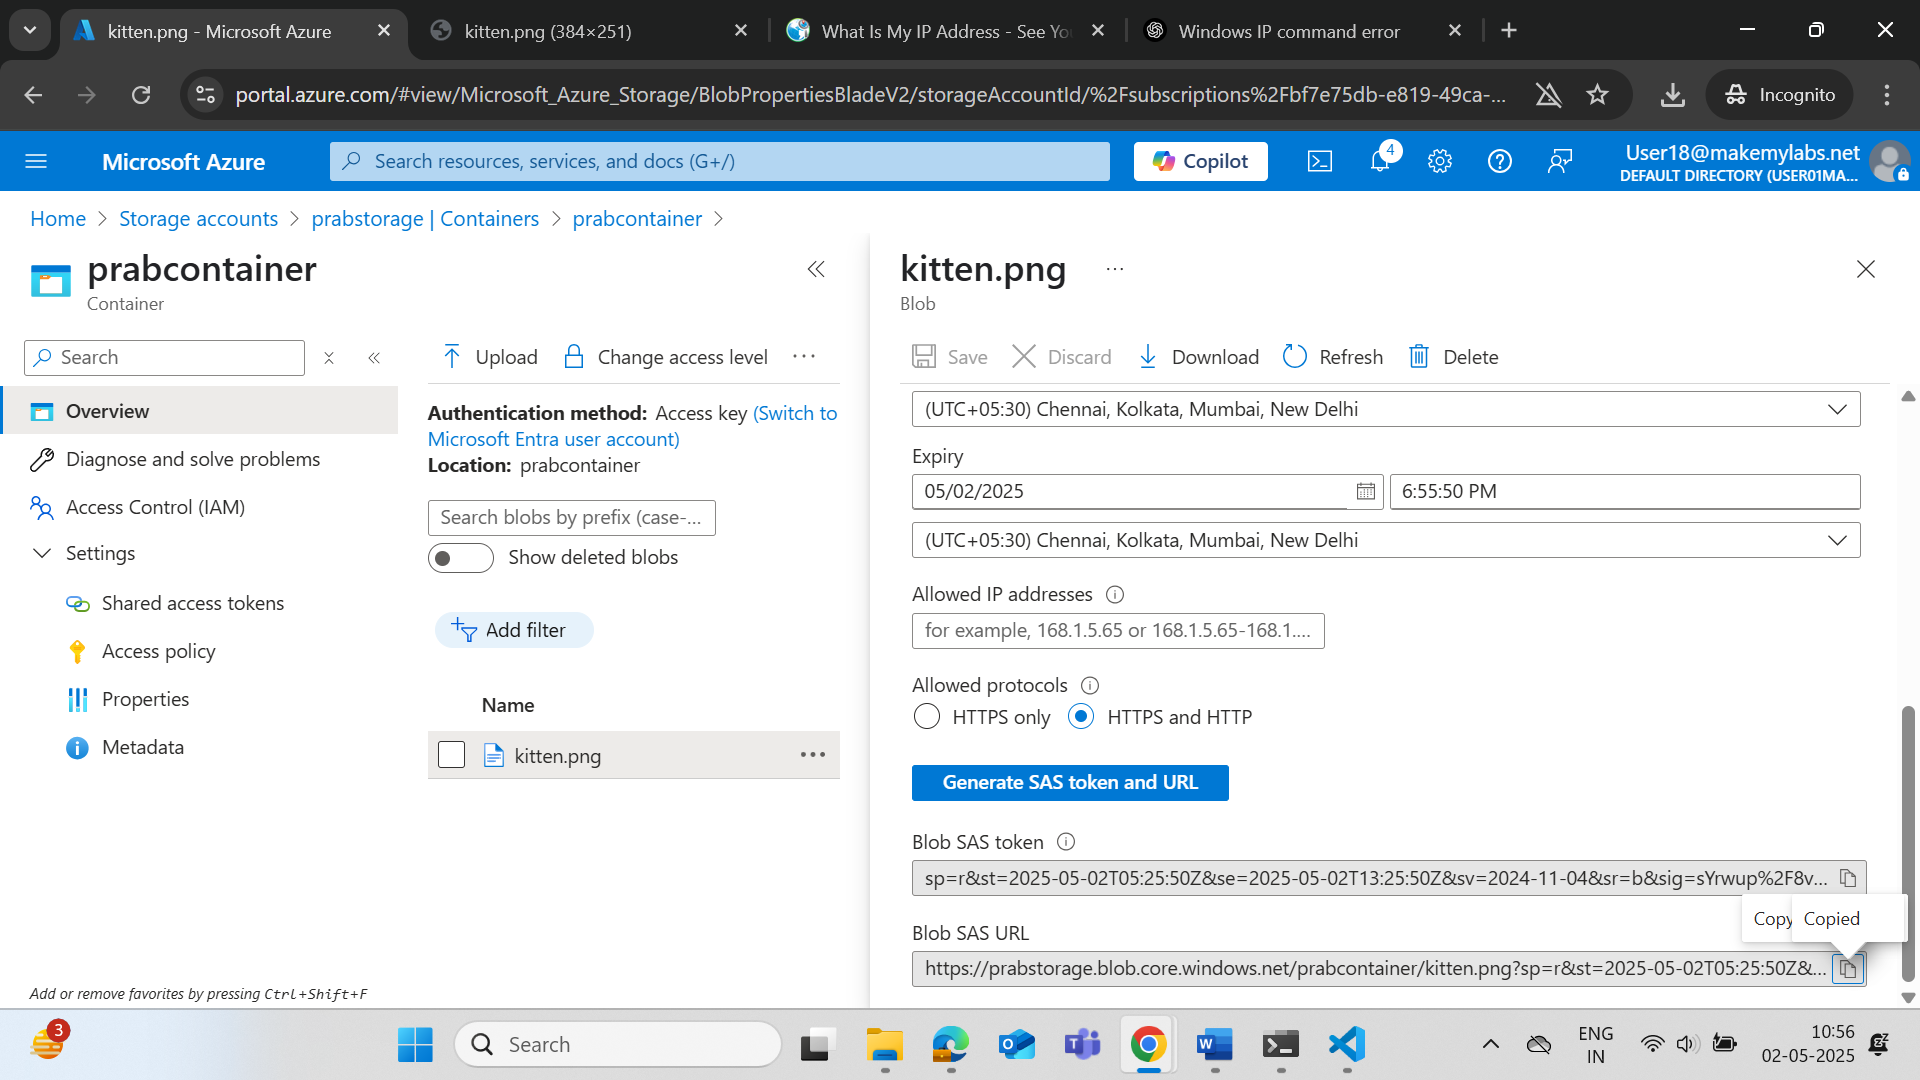 kitten.png - Microsoft Azure
kitten.png (384×251)
What Is My IP Address - See Yo
Windows IP command error
portal.azure.com/#view/Microsoft_Azure_Storage/BlobPropertiesBladeV2/storageAccountId/%2Fsubscriptions%2Fbf7e75db-e819-49ca-...
Incognito
Microsoft Azure
Search resources, services, and docs (G+/)
Copilot
4
User18@makemylabs.net
DEFAULT DIRECTORY (USER01MA...
Home > Storage accounts > prabstorage | Containers > prabcontainer >
prabcontainer
Container
Search
Overview
Diagnose and solve problems
Access Control (IAM)
Settings
Shared access tokens
Access policy
Properties
Metadata
Add or remove favorites by pressing Ctrl+Shift+F
Upload
Change access level
Authentication method: Access key (Switch to
Microsoft Entra user account)
Location: prabcontainer
Search blobs by prefix (case-...
Show deleted blobs
Add filter
Name
kitten.png
kitten.png
Blob
Save
Discard
Download
Refresh
Delete
(UTC+05:30) Chennai, Kolkata, Mumbai, New Delhi
Expiry
05/02/2025
6:55:50 PM
(UTC+05:30) Chennai, Kolkata, Mumbai, New Delhi
Allowed IP addresses
for example, 168.1.5.65 or 168.1.5.65-168.1....
Allowed protocols
HTTPS only
HTTPS and HTTP
Generate SAS token and URL
Blob SAS token
sp=r&st=2025-05-02T05:25:50Z&se=2025-05-02T13:25:50Z&sv=2024-11-04&sr=b&sig=sYrwup%2F8v...
Copy
Copied
Blob SAS URL
https://prabstorage.blob.core.windows.net/prabcontainer/kitten.png?sp=r&st=2025-05-02T05:25:50Z&...
3
Search
ENG
IN
10:56
02-05-2025